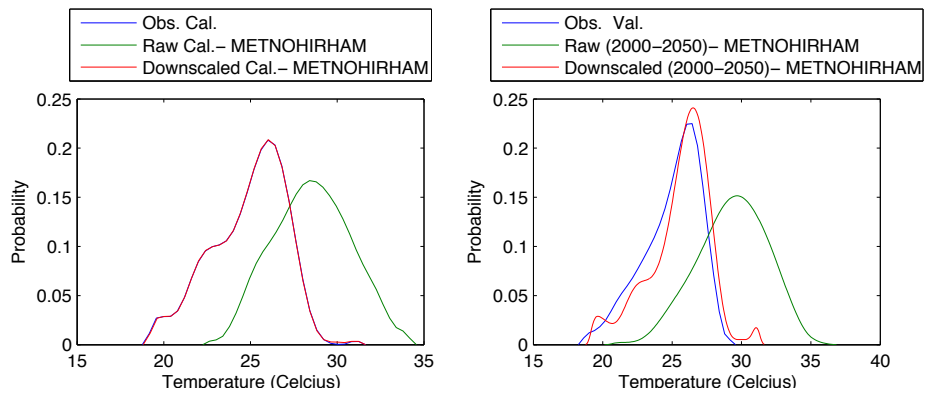 Obs. Cal.
Raw Cal.− METNOHIRHAM
Downscaled Cal.− METNOHIRHAM
0.25
0.2
0.15
0.1
0.05
0
Probability
15
20
25
30
35
Temperature (Celcius)
Obs. Val.
Raw (2000−2050)− METNOHIRHAM
Downscaled (2000−2050)− METNOHIRHAM
0.25
0.2
0.15
0.1
0.05
0
Probability
15
20
25
30
35
40
Temperature (Celcius)